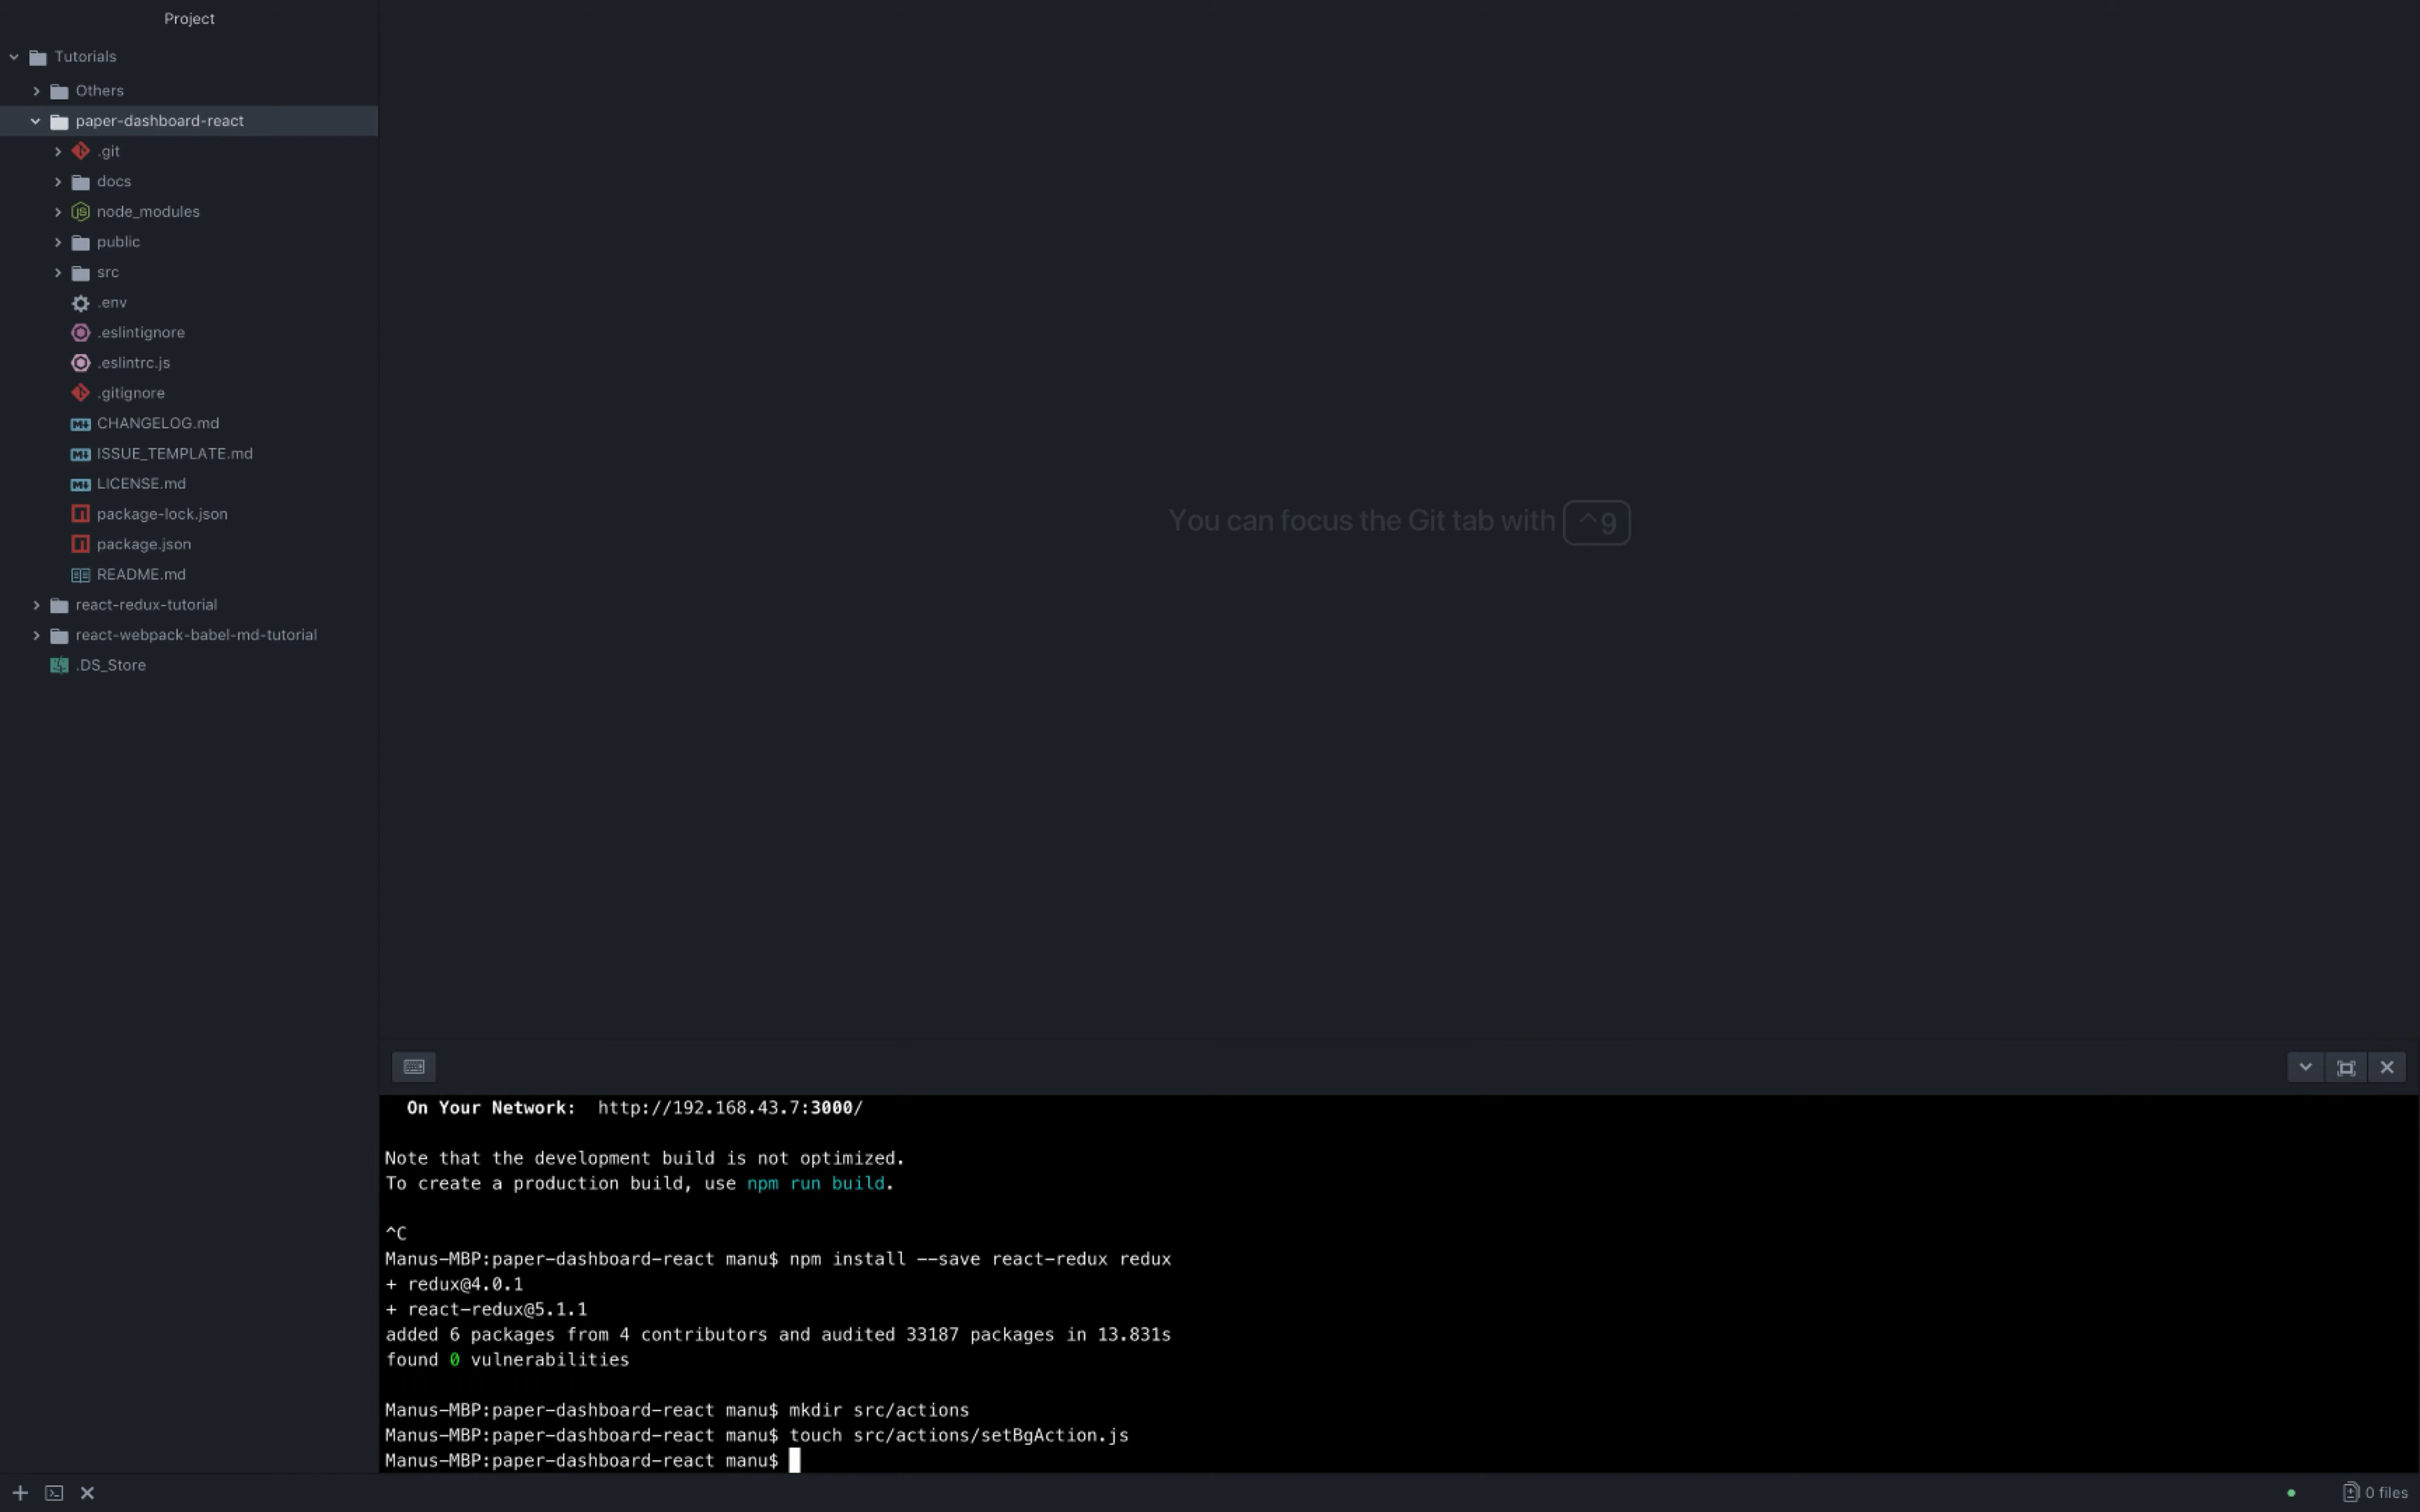 Project
Tutorials
Others
paper-dashboard-react
.git
docs
node_modules
public
src
.env
.eslintignore
.eslintrc.js
.gitignore
CHANGELOG.md
ISSUE_TEMPLATE.md
LICENSE.md
package-lock.json
package.json
README.md
react-redux-tutorial
react-webpack-babel-md-tutorial
.DS_Store
You can focus the Git tab with ^9
On Your Network:  http://192.168.43.7:3000/
Note that the development build is not optimized.
To create a production build, use npm run build.
^C
Manus-MBP:paper-dashboard-react manu$ npm install --save react-redux redux
+ redux@4.0.1
+ react-redux@5.1.1
added 6 packages from 4 contributors and audited 33187 packages in 13.831s
found 0 vulnerabilities
Manus-MBP:paper-dashboard-react manu$ mkdir src/actions
Manus-MBP:paper-dashboard-react manu$ touch src/actions/setBgAction.js
Manus-MBP:paper-dashboard-react manu$
0 files